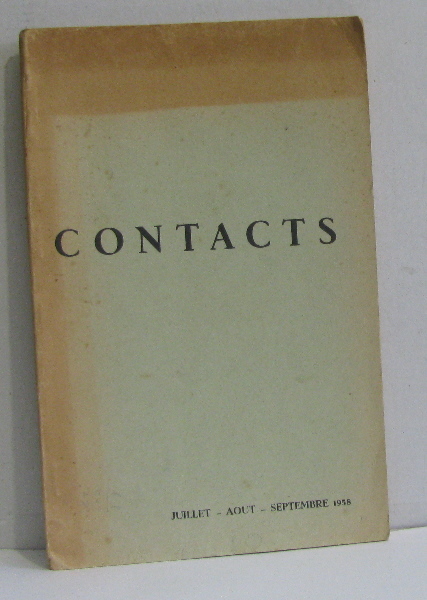 CONTACTS
JUILLET - AOUT - SEPTEMBRE 1958